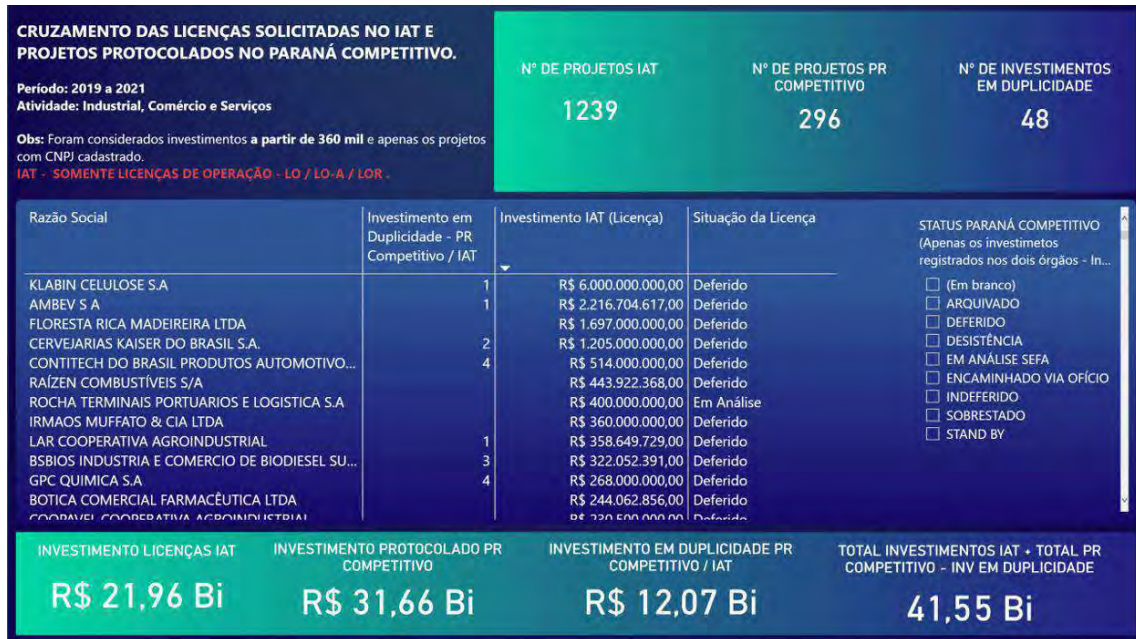 CRUZAMENTO DAS LICENÇAS SOLICITADAS NO IAT E
PROJETOS PROTOCOLADOS NO PARANÁ COMPETITIVO.
Período: 2019 a 2021
Atividade: Industrial, Comércio e Serviços
Obs: Foram considerados investimentos a partir de 360 mil e apenas os projetos
com CNPJ cadastrado.
IAT - SOMENTE LICENÇAS DE OPERAÇÃO - LO / LO-A / LOR .
N° DE PROJETOS IAT
1239
N° DE PROJETOS PR
COMPETITIVO
296
N° DE INVESTIMENTOS
EM DUPLICIDADE
48
Razão Social
Investimento em
Duplicidade - PR
Competitivo / IAT
Investimento IAT (Licença)
Situação da Licença
KLABIN CELULOSE S.A 1 R$ 6.000.000.000,00 Deferido
AMBEV S A 1 R$ 2.216.704.617,00 Deferido
FLORESTA RICA MADEIREIRA LTDA R$ 1.697.000.000,00 Deferido
CERVEJARIAS KAISER DO BRASIL S.A. 2 R$ 1.205.000.000,00 Deferido
CONTITECH DO BRASIL PRODUTOS AUTOMOTIVO... 4 R$ 514.000.000,00 Deferido
RAÍZEN COMBUSTÍVEIS S/A R$ 443.922.368,00 Deferido
ROCHA TERMINAIS PORTUARIOS E LOGISTICA S.A R$ 400.000.000,00 Em Análise
IRMAOS MUFFATO & CIA LTDA R$ 360.000.000,00 Deferido
LAR COOPERATIVA AGROINDUSTRIAL 1 R$ 358.649.729,00 Deferido
BSBIOS INDUSTRIA E COMERCIO DE BIODIESEL SU... 3 R$ 322.052.391,00 Deferido
GPC QUIMICA S.A 4 R$ 268.000.000,00 Deferido
BOTICA COMERCIAL FARMACÊUTICA LTDA R$ 244.062.856,00 Deferido
COOPAVEL COOPERATIVA AGROINDUSTRIAL R$ 230.500.000,00 Deferido
STATUS PARANÁ COMPETITIVO
(Apenas os investimetos
registrados nos dois órgãos - In...
(Em branco)
ARQUIVADO
DEFERIDO
DESISTÊNCIA
EM ANÁLISE SEFA
ENCAMINHADO VIA OFÍCIO
INDEFERIDO
SOBRESTADO
STAND BY
INVESTIMENTO LICENÇAS IAT
R$ 21,96 Bi
INVESTIMENTO PROTOCOLADO PR
COMPETITIVO
R$ 31,66 Bi
INVESTIMENTO EM DUPLICIDADE PR
COMPETITIVO / IAT
R$ 12,07 Bi
TOTAL INVESTIMENTOS IAT + TOTAL PR
COMPETITIVO - INV EM DUPLICIDADE
41,55 Bi